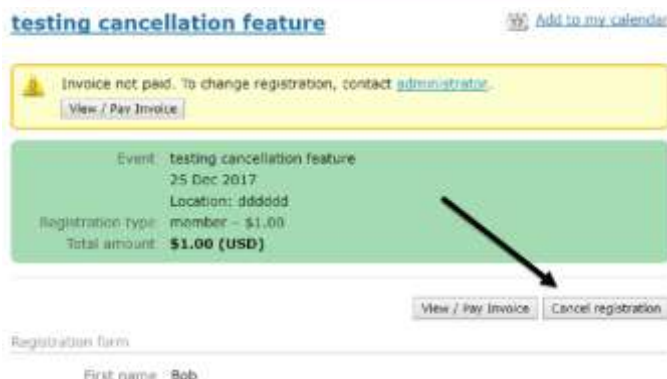 testing cancellation feature
Add to my calendar
Invoice not paid. To change registration, contact administrator.
View / Pay Invoice
Event testing cancellation feature
25 Dec 2017
Location: dddddd
Registration type member – $1.00
Total amount $1.00 (USD)
View / Pay Invoice Cancel registration
Registration form
First name Bob